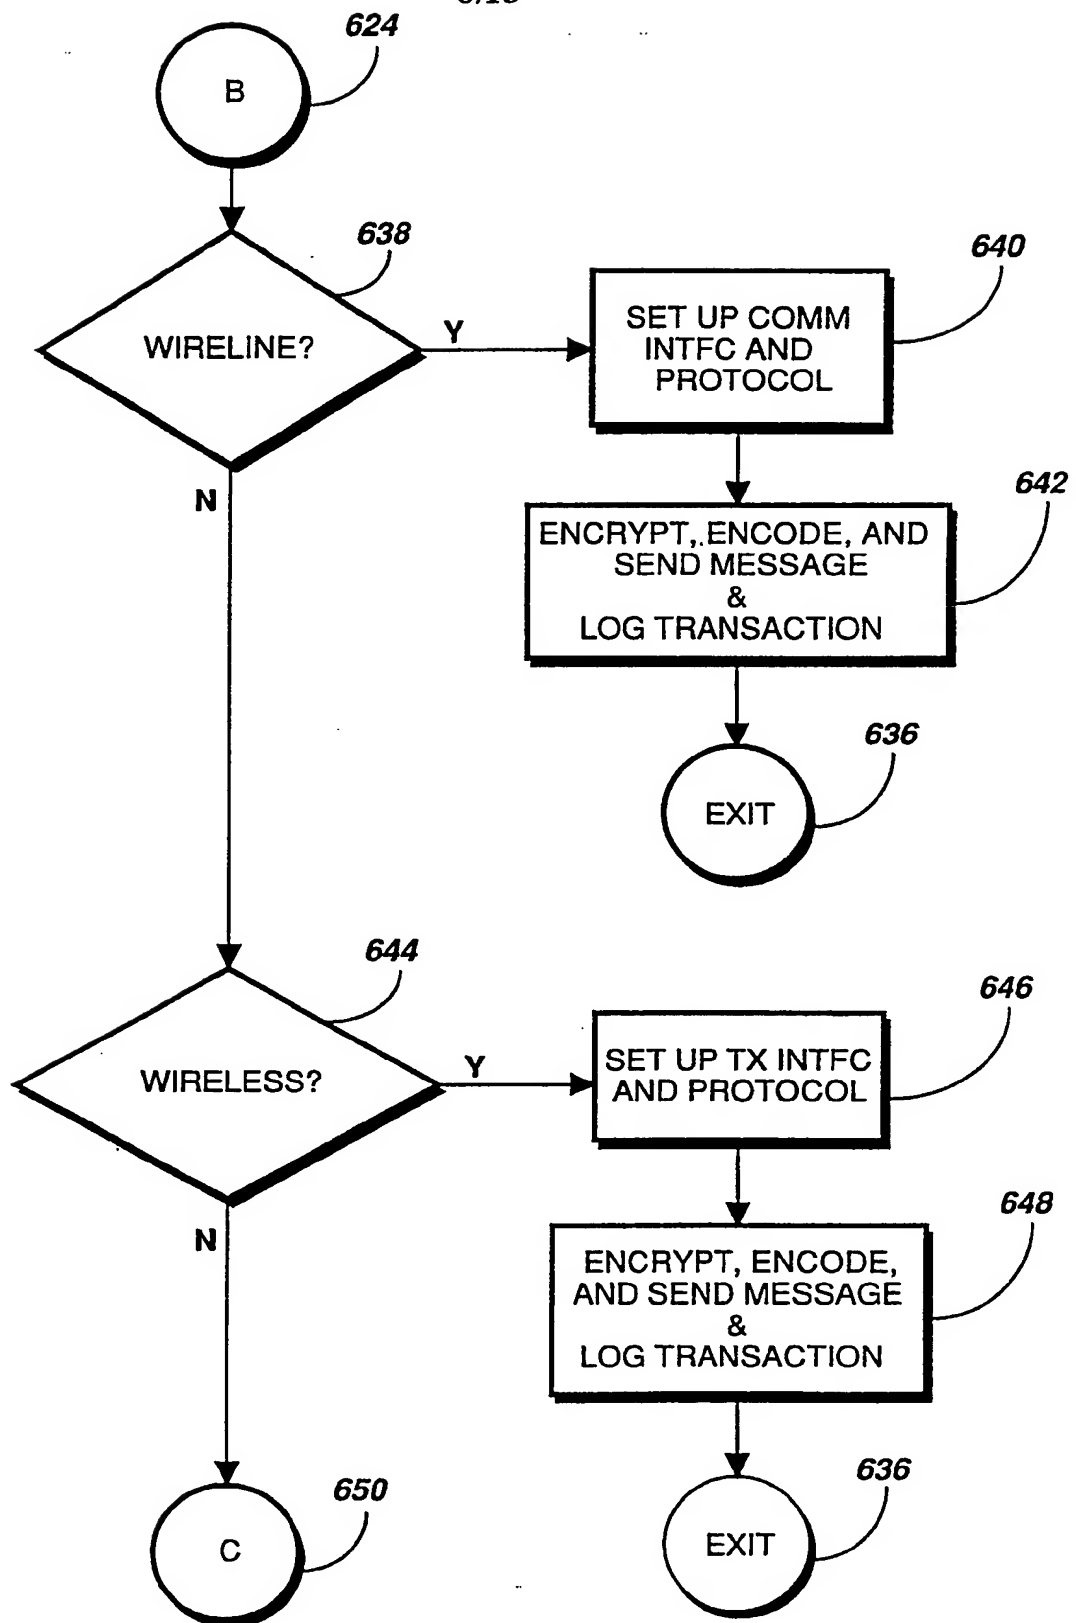 624
B
638
WIRELINE?
Y
640
SET UP COMM
INTFC AND
PROTOCOL
N
642
ENCRYPT, ENCODE, AND
SEND MESSAGE
&
LOG TRANSACTION
636
EXIT
644
WIRELESS?
Y
646
SET UP TX INTFC
AND PROTOCOL
N
648
ENCRYPT, ENCODE,
AND SEND MESSAGE
&
LOG TRANSACTION
650
C
636
EXIT